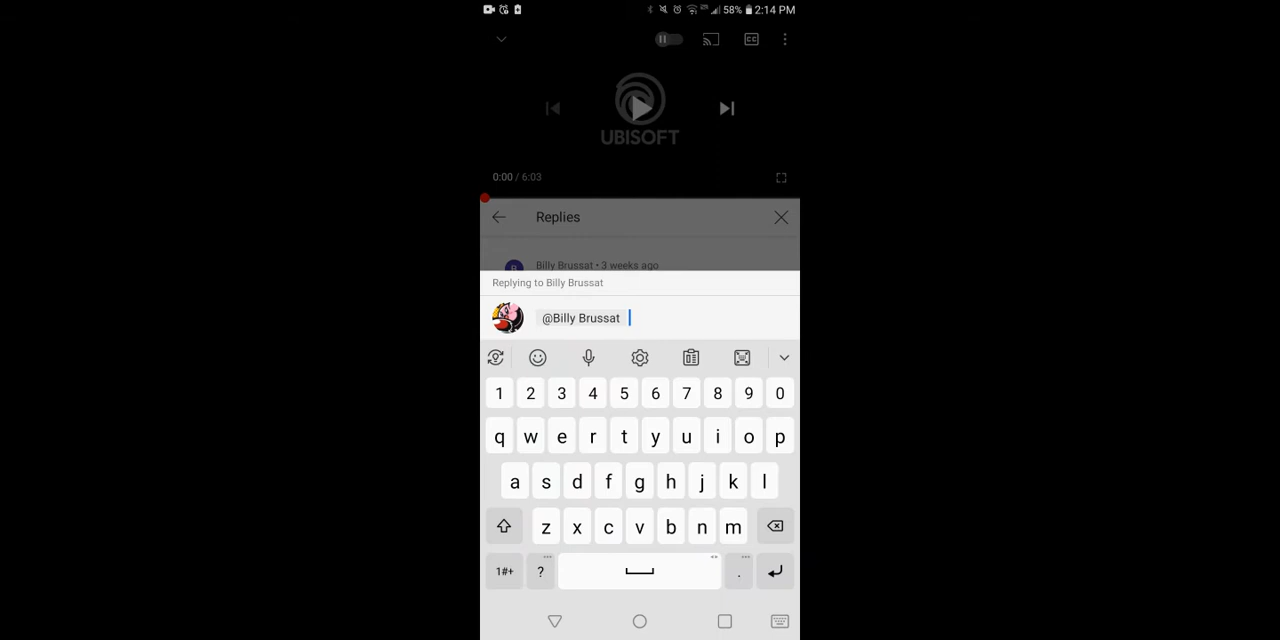 58% 2:14 PM
CC
UBISOFT
0:00 / 6:03
Replies
B
Billy Brussat • 3 weeks ago
Replying to Billy Brussat
@Billy Brussat
1 2 3 4 5 6 7 8 9 0
q w e r t y u i o p
a s d f g h j k l
z x c v b n m
1#+ ? .